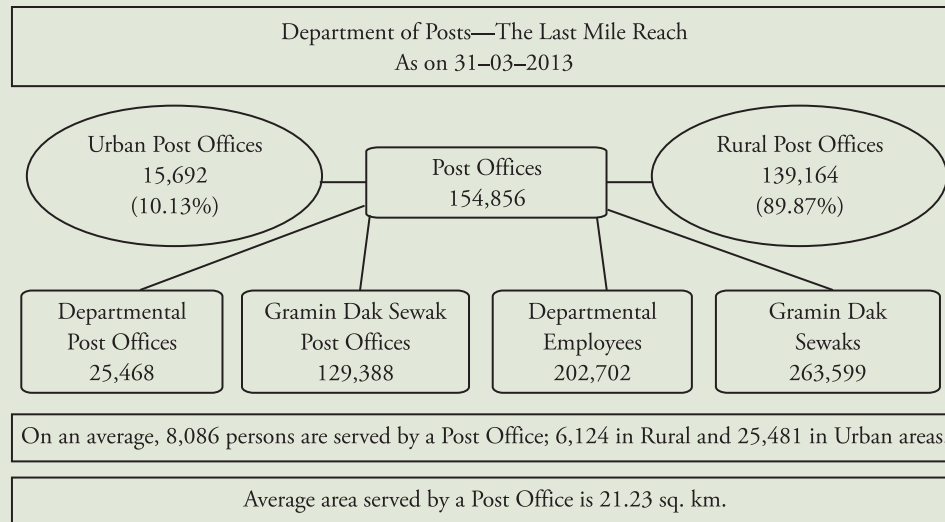 Department of Posts—The Last Mile Reach
As on 31–03–2013
Urban Post Offices
15,692
(10.13%)
Post Offices
154,856
Rural Post Offices
139,164
(89.87%)
Departmental
Post Offices
25,468
Gramin Dak Sewak
Post Offices
129,388
Departmental
Employees
202,702
Gramin Dak
Sewaks
263,599
On an average, 8,086 persons are served by a Post Office; 6,124 in Rural and 25,481 in Urban areas.
Average area served by a Post Office is 21.23 sq. km.